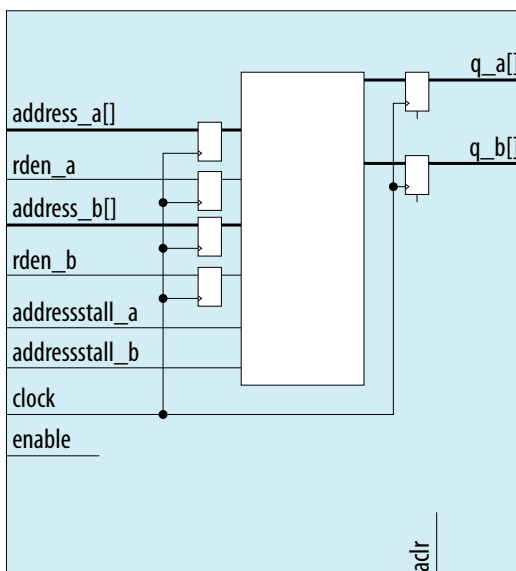 q_a[]
address_a[]
q_b[]
rden_a
address_b[]
rden_b
addressstall_a
addressstall_b
clock
enable
aclr